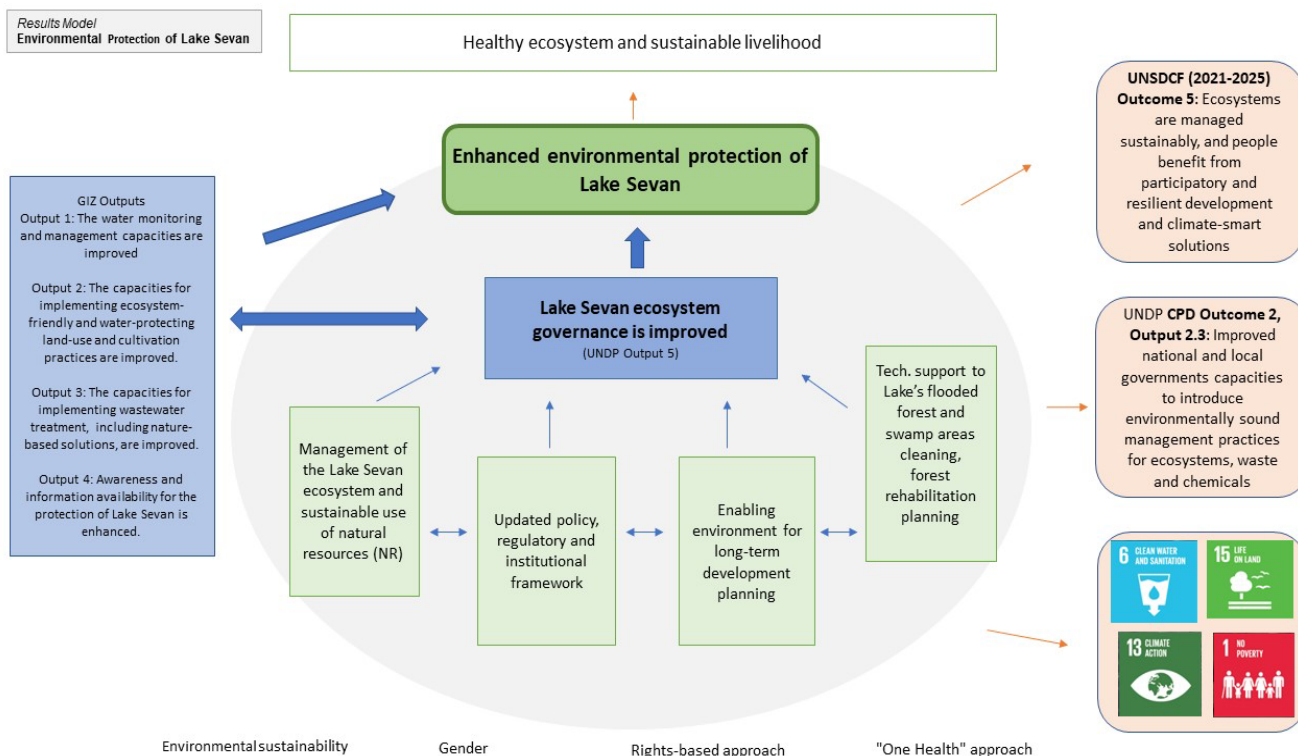 Results Model
Environmental Protection of Lake Sevan
Healthy ecosystem and sustainable livelihood
Enhanced environmental protection of
Lake Sevan
GIZ Outputs
Output 1: The water monitoring
and management capacities are
improved
Output 2: The capacities for
implementing ecosystem-
friendly and water-protecting
land-use and cultivation
practices are improved.
Output 3: The capacities for
implementing wastewater
treatment, including nature-
based solutions, are improved.
Output 4: Awareness and
information availability for the
protection of Lake Sevan is
enhanced.
Lake Sevan ecosystem
governance is improved
(UNDP Output 5)
Management of
the Lake Sevan
ecosystem and
sustainable use
of natural
resources (NR)
Updated policy,
regulatory and
institutional
framework
Enabling
environment for
long-term
development
planning
Tech. support to
Lake's flooded
forest and
swamp areas
cleaning,
forest
rehabilitation
planning
UNSDCF (2021-2025)
Outcome 5: Ecosystems
are managed
sustainably, and people
benefit from
participatory and
resilient development
and climate-smart
solutions
UNDP CPD Outcome 2,
Output 2.3: Improved
national and local
governments capacities
to introduce
environmentally sound
management practices
for ecosystems, waste
and chemicals
6 CLEAN WATER
AND SANITATION
15 LIFE
ON LAND
13 CLIMATE
ACTION
1 NO
POVERTY
Environmental sustainability
Gender
Rights-based approach
"One Health" approach